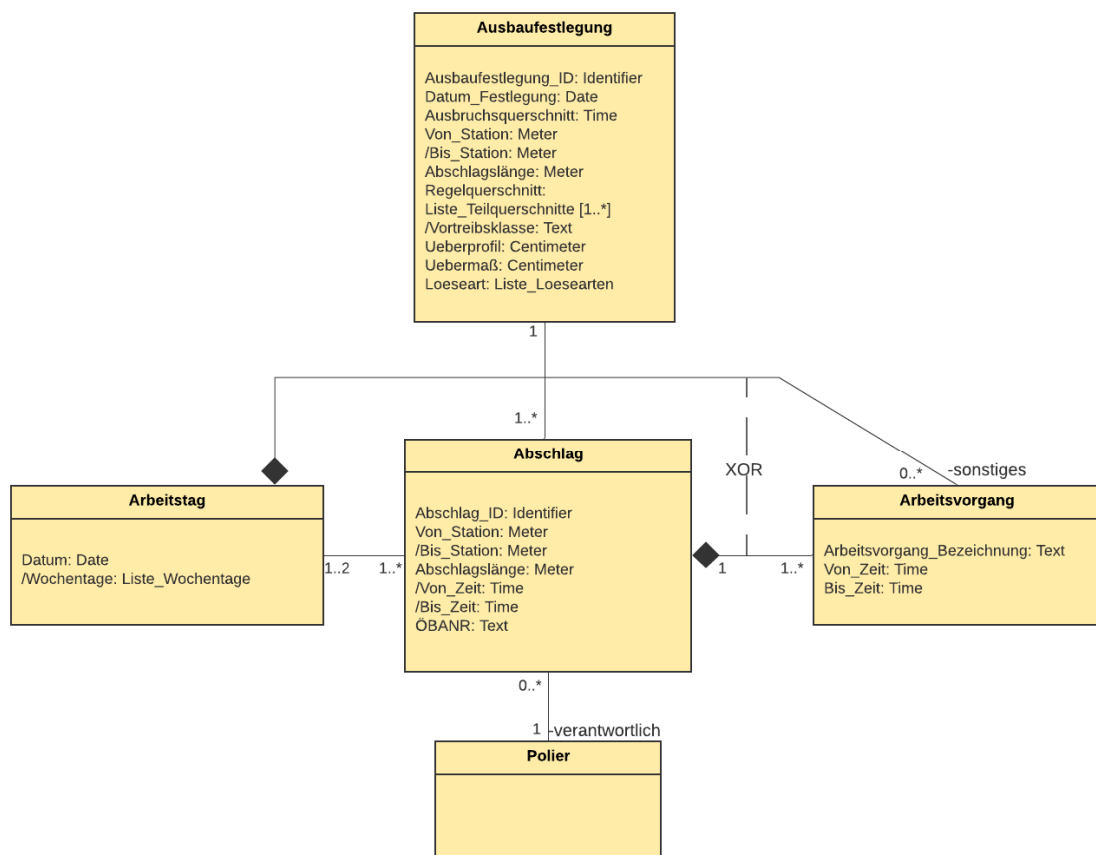 Ausbaufestlegung
Ausbaufestlegung_ID: Identifier
Datum_Festlegung: Date
Ausbruchsquerschnitt: Time
Von_Station: Meter
/Bis_Station: Meter
Abschlagslänge: Meter
Regelquerschnitt:
Liste_Teilquerschnitte [1..*]
/Vortreibsklasse: Text
Ueberprofil: Centimeter
Uebermaß: Centimeter
Loeseart: Liste_Loesearten
1
1..*
XOR
0..*
-sonstiges
Arbeitstag
Datum: Date
/Wochentage: Liste_Wochentage
1..2
1..*
Abschlag
Abschlag_ID: Identifier
Von_Station: Meter
/Bis_Station: Meter
Abschlagslänge: Meter
/Von_Zeit: Time
/Bis_Zeit: Time
ÖBANR: Text
1
1..*
Arbeitsvorgang
Arbeitsvorgang_Bezeichnung: Text
Von_Zeit: Time
Bis_Zeit: Time
0..*
1
-verantwortlich
Polier